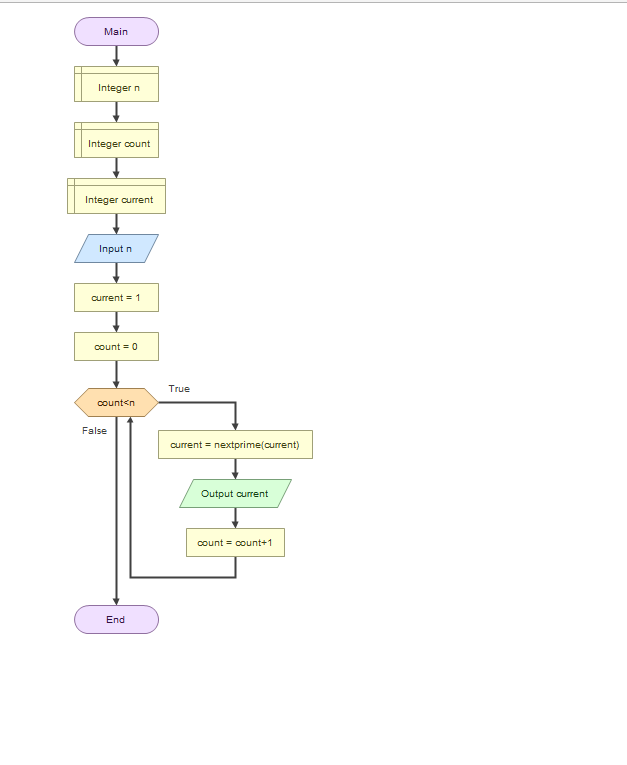 Main
Integer n
Integer count
Integer current
Input n
current = 1
count = 0
count<n
True
False
current = nextprime(current)
Output current
count = count+1
End